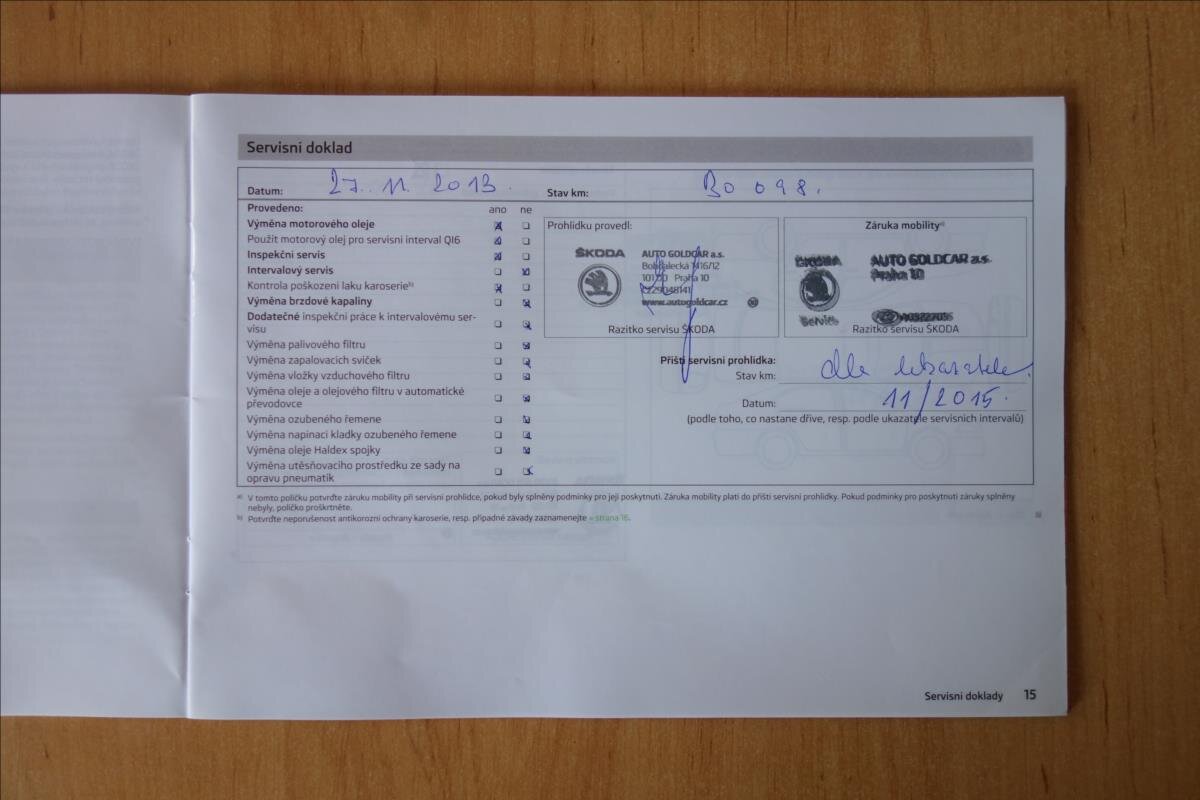 Servisní doklad
Datum: 27. 11. 2013.
Stav km: 30 098.
Provedeno: ano ne
Výměna motorového oleje
Použit motorový olej pro servisní interval QI6
Inspekční servis
Intervalový servis
Kontrola poškození laku karoserieb)
Výměna brzdové kapaliny
Dodatečné inspekční práce k intervalovému ser-
visu
Výměna palivového filtru
Výměna zapalovacích svíček
Výměna vložky vzduchového filtru
Výměna oleje a olejového filtru v automatické
převodovce
Výměna ozubeného řemene
Výměna napínací kladky ozubeného řemene
Výměna oleje Haldex spojky
Výměna utěsňovacího prostředku ze sady na
opravu pneumatik
Prohlídku provedl:
ŠKODA
AUTO GOLDCAR a.s.
Praha 10
www.autogoldcar.cz
Razítko servisu ŠKODA
Záruka mobilitya)
ŠKODA
AUTO GOLDCAR a.s.
Praha 10
Servis
Razítko servisu ŠKODA
Příští servisní prohlídka:
Stav km: dle ukazatele
Datum: 11/2015.
(podle toho, co nastane dříve, resp. podle ukazatele servisních intervalů)
a) V tomto políčku potvrďte záruku mobility při servisní prohlídce, pokud byly splněny podmínky pro její poskytnutí. Záruka mobility platí do příští servisní prohlídky. Pokud podmínky pro poskytnutí záruky splněny
nebyly, políčko proškrtněte.
b) Potvrďte neporušenost antikorozní ochrany karoserie, resp. případné závady zaznamenejte » strana 16.
Servisní doklady 15